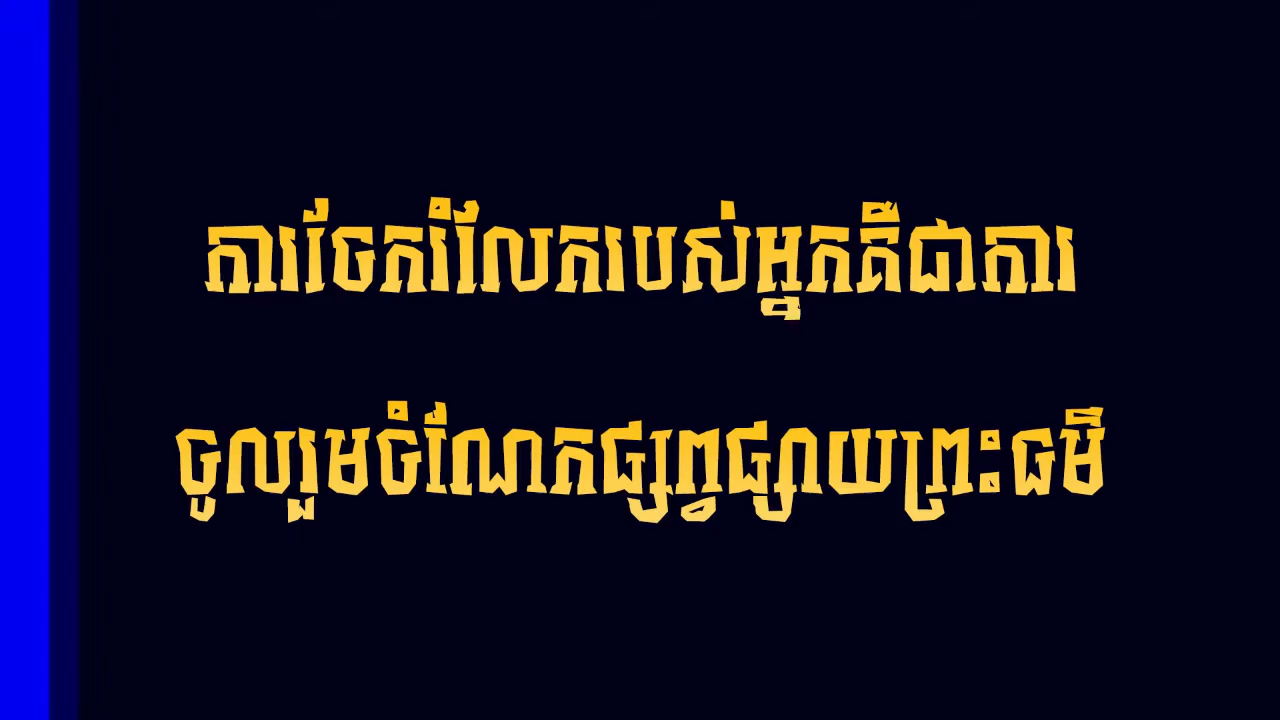 ការចែករំលែករបស់អ្នកគឺជាការ
ចូលរួមចំណែកផ្សព្វផ្សាយព្រះធម៌